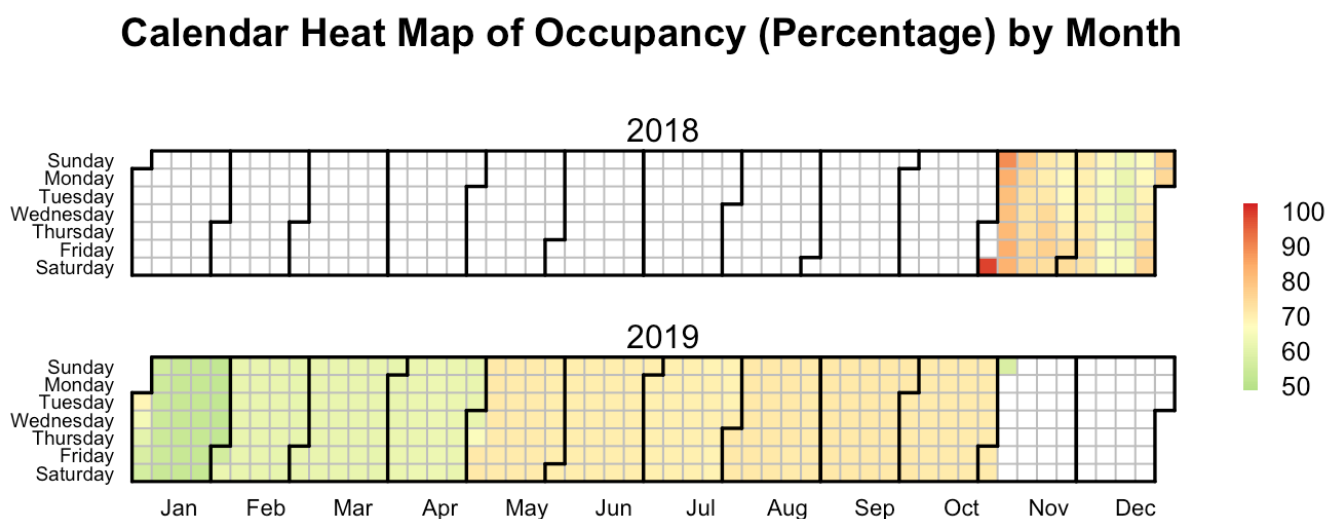 Calendar Heat Map of Occupancy (Percentage) by Month
2018
Sunday
Monday
Tuesday
Wednesday
Thursday
Friday
Saturday
100
90
80
70
60
50
2019
Sunday
Monday
Tuesday
Wednesday
Thursday
Friday
Saturday
Jan Feb Mar Apr May Jun Jul Aug Sep Oct Nov Dec